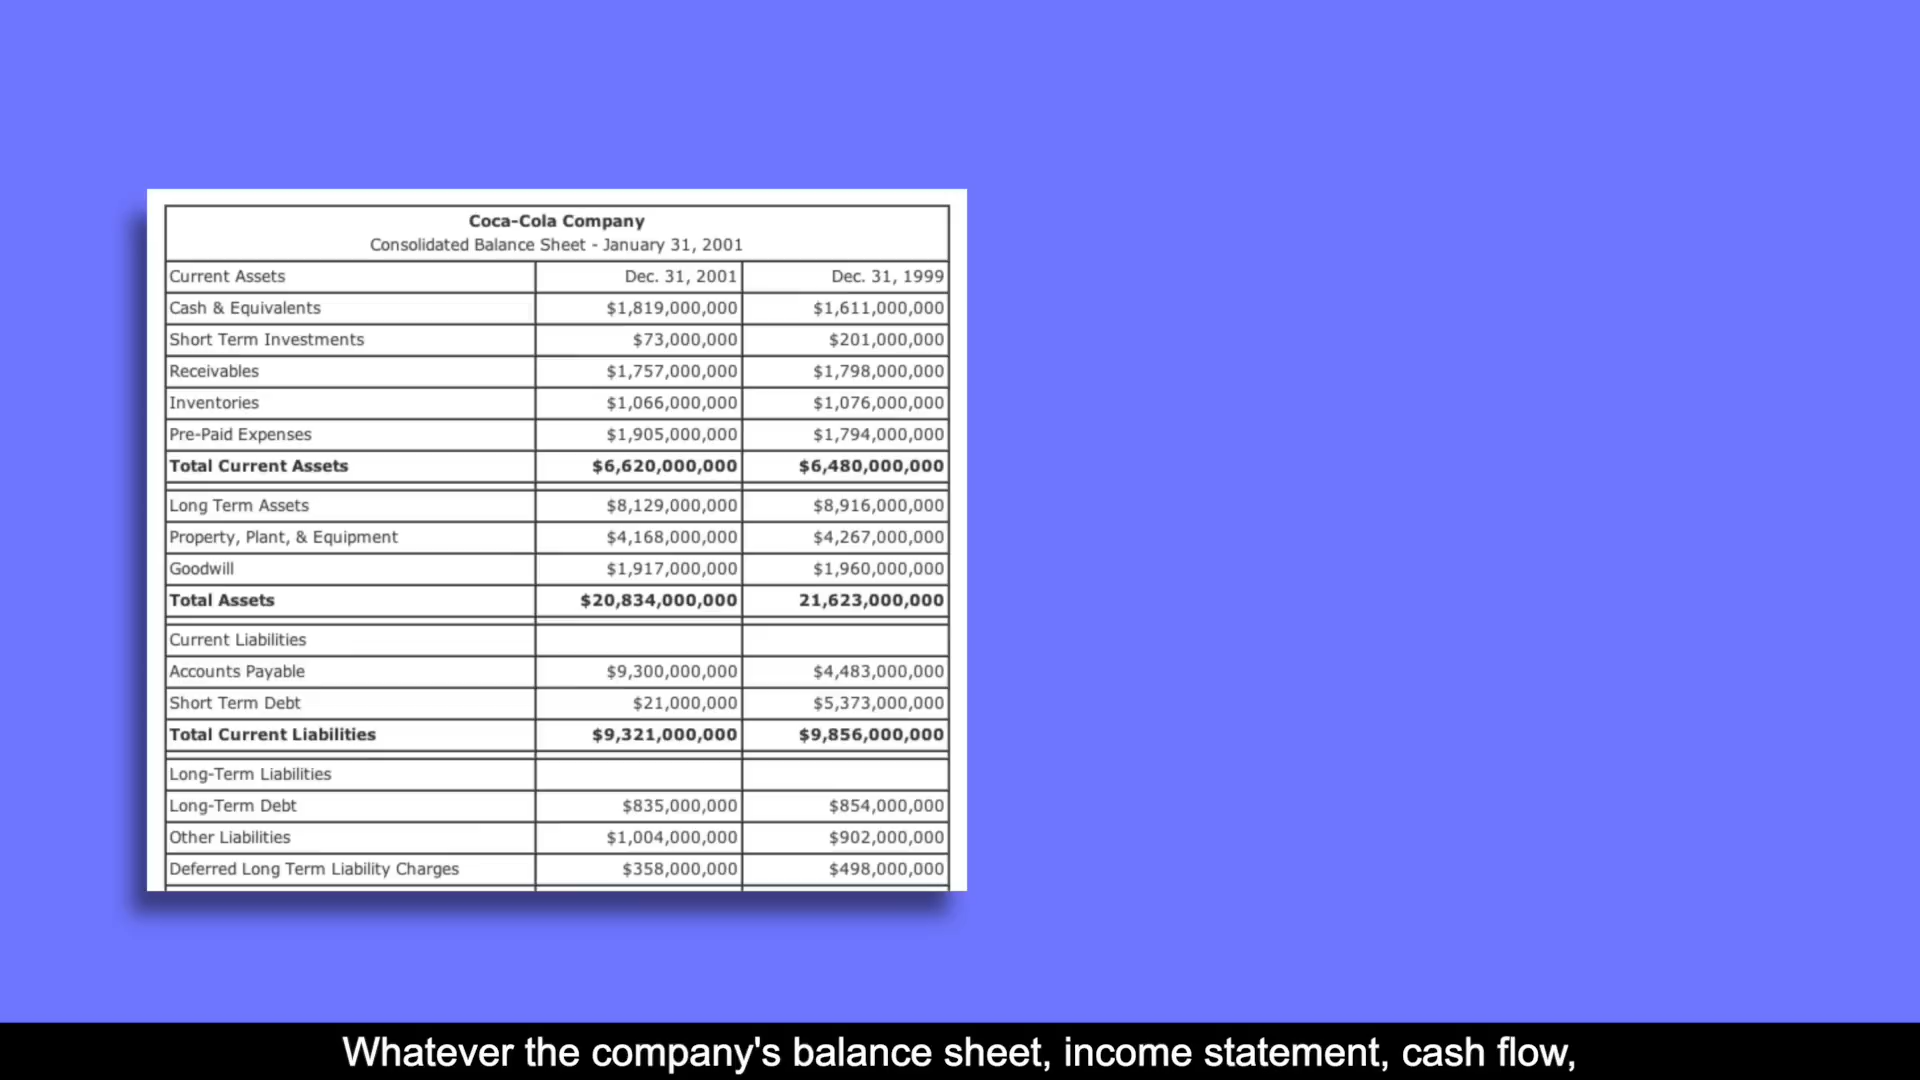 Coca-Cola Company
Consolidated Balance Sheet - January 31, 2001
Current Assets Dec. 31, 2001 Dec. 31, 1999
Cash & Equivalents $1,819,000,000 $1,611,000,000
Short Term Investments $73,000,000 $201,000,000
Receivables $1,757,000,000 $1,798,000,000
Inventories $1,066,000,000 $1,076,000,000
Pre-Paid Expenses $1,905,000,000 $1,794,000,000
Total Current Assets $6,620,000,000 $6,480,000,000
Long Term Assets $8,129,000,000 $8,916,000,000
Property, Plant, & Equipment $4,168,000,000 $4,267,000,000
Goodwill $1,917,000,000 $1,960,000,000
Total Assets $20,834,000,000 21,623,000,000
Current Liabilities
Accounts Payable $9,300,000,000 $4,483,000,000
Short Term Debt $21,000,000 $5,373,000,000
Total Current Liabilities $9,321,000,000 $9,856,000,000
Long-Term Liabilities
Long-Term Debt $835,000,000 $854,000,000
Other Liabilities $1,004,000,000 $902,000,000
Deferred Long Term Liability Charges $358,000,000 $498,000,000
Whatever the company's balance sheet, income statement, cash flow,